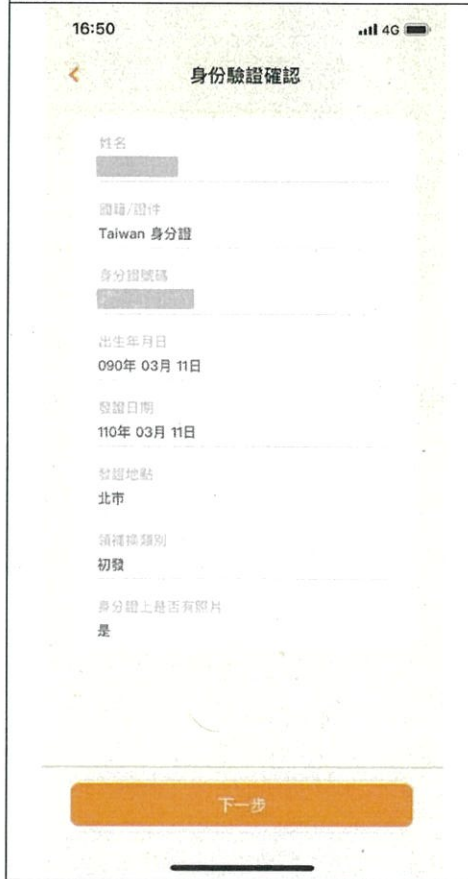 16:50
4G
身份驗證確認
姓名
國籍/證件
Taiwan 身分證
身分證號碼
出生年月日
090年 03月 11日
發證日期
110年 03月 11日
發證地點
北市
領補換類別
初發
身分證上是否有照片
是
下一步